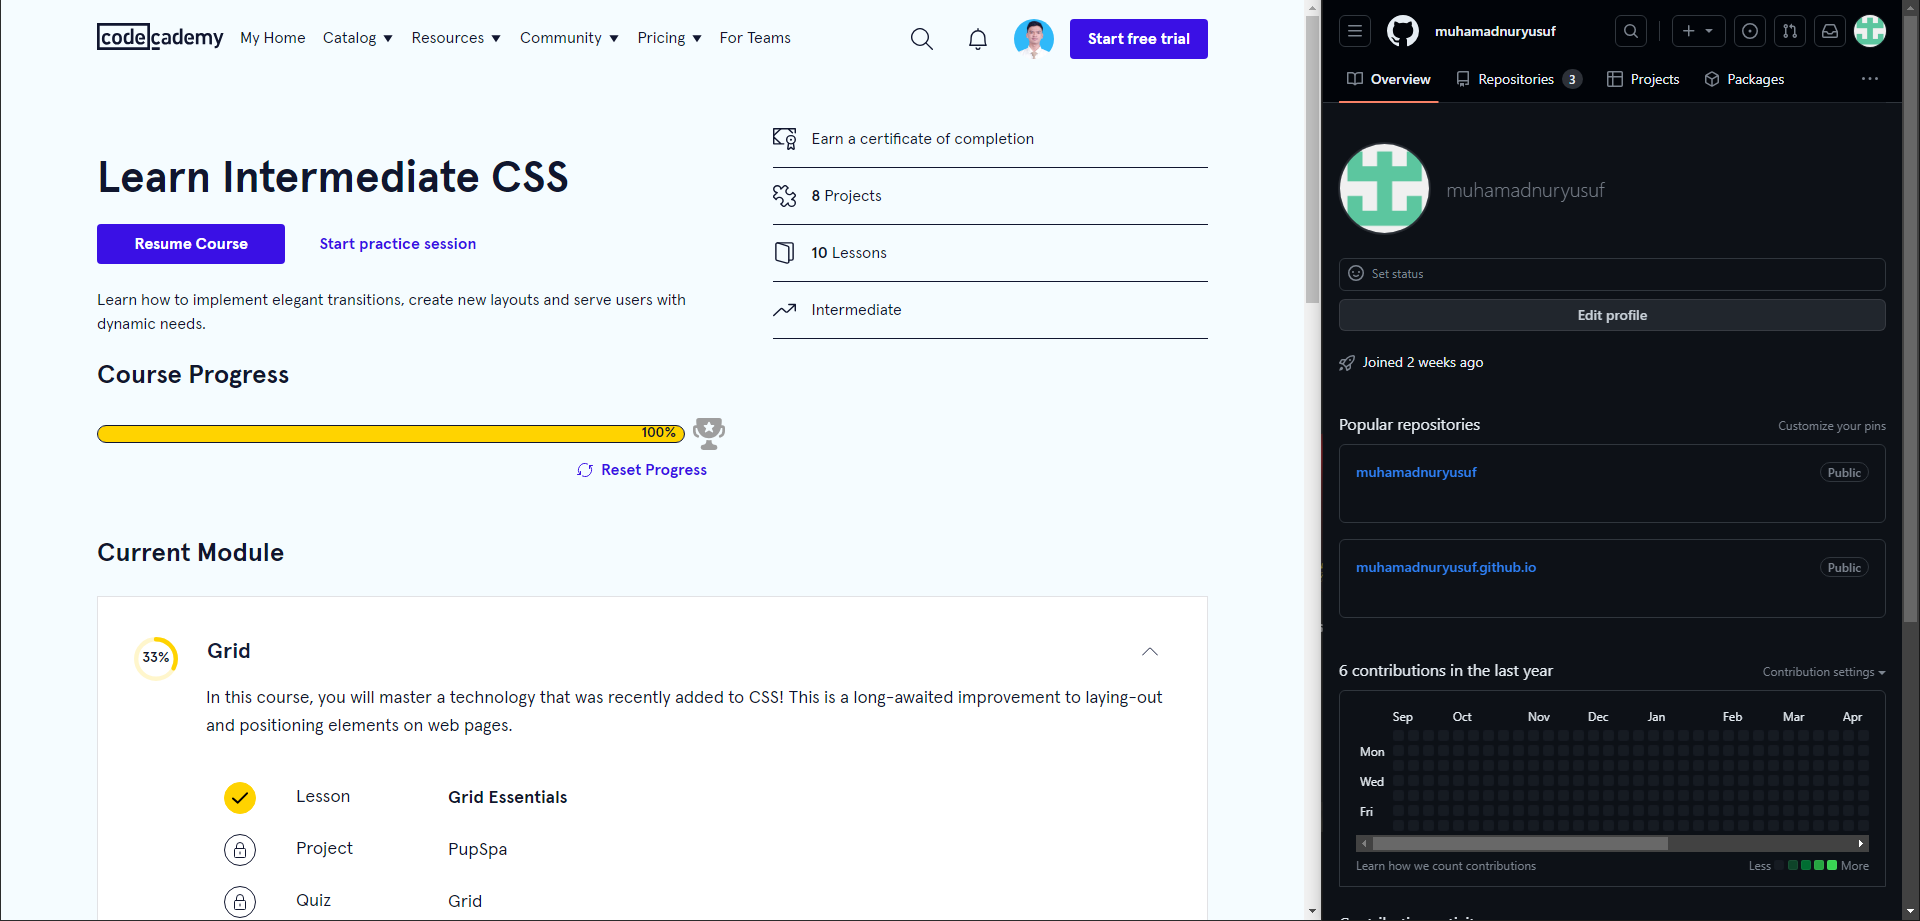 codecademy My Home Catalog Resources Community Pricing For Teams Start free trial
Learn Intermediate CSS
Resume Course Start practice session
Learn how to implement elegant transitions, create new layouts and serve users with
dynamic needs.
Earn a certificate of completion
8 Projects
10 Lessons
Intermediate
Course Progress
100%
Reset Progress
Current Module
33% Grid
In this course, you will master a technology that was recently added to CSS! This is a long-awaited improvement to laying-out
and positioning elements on web pages.
Lesson Grid Essentials
Project PupSpa
Quiz Grid
muhamadnuryusuf
Overview Repositories 3 Projects Packages
muhamadnuryusuf
Set status
Edit profile
Joined 2 weeks ago
Popular repositories Customize your pins
muhamadnuryusuf Public
muhamadnuryusuf.github.io Public
6 contributions in the last year Contribution settings
Sep Oct Nov Dec Jan Feb Mar Apr
Mon
Wed
Fri
Learn how we count contributions Less More